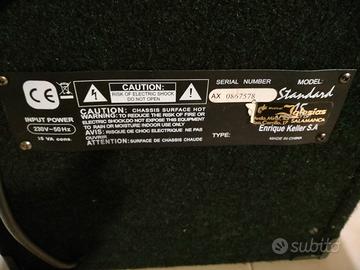 CE
INPUT POWER
230V~50Hz
15 VA cons.
CAUTION:
RISK OF ELECTRIC SHOCK
DO NOT OPEN
CAUTION: CHASSIS SURFACE HOT
WARNING: TO REDUCE THE RISK OF FIRE OR
ELECTRIC SHOCK,DO NOT EXPOSE THIS EQUIPMENT
TO RAIN OR MOISTURE/INDOOR USE ONLY
AVIS: RISQUE DE CHOC ELECTRIQUE-NE PAS
OUVRIR
ATTENTION: SURFACE DE CHASSIS CHAUDE
SERIAL NUMBER
AX 0867578
MODEL:
Standard
15
SALAMANCA
Enrique Keller S.A
TYPE:
MADE IN CHINA
subito